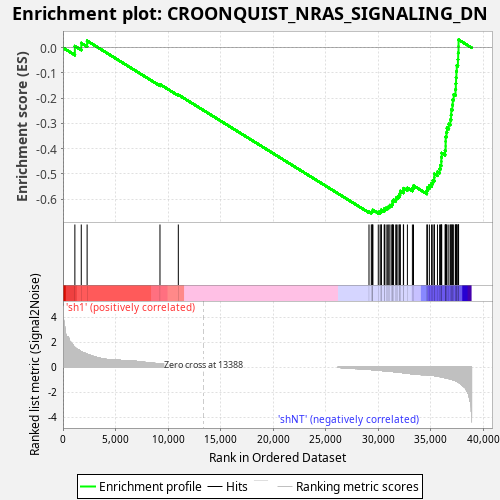 Enrichment plot: CROONQUIST_NRAS_SIGNALING_DN
Enrichment score (ES)
0.0
-0.1
-0.2
-0.3
-0.4
-0.5
-0.6
'sh1' (positively correlated)
Ranked list metric (Signal2Noise)
4
2
0
-2
-4
Zero cross at 13388
'shNT' (negatively correlated)
0
5,000
10,000
15,000
20,000
25,000
30,000
35,000
40,000
Rank in Ordered Dataset
Enrichment profile
Hits
Ranking metric scores